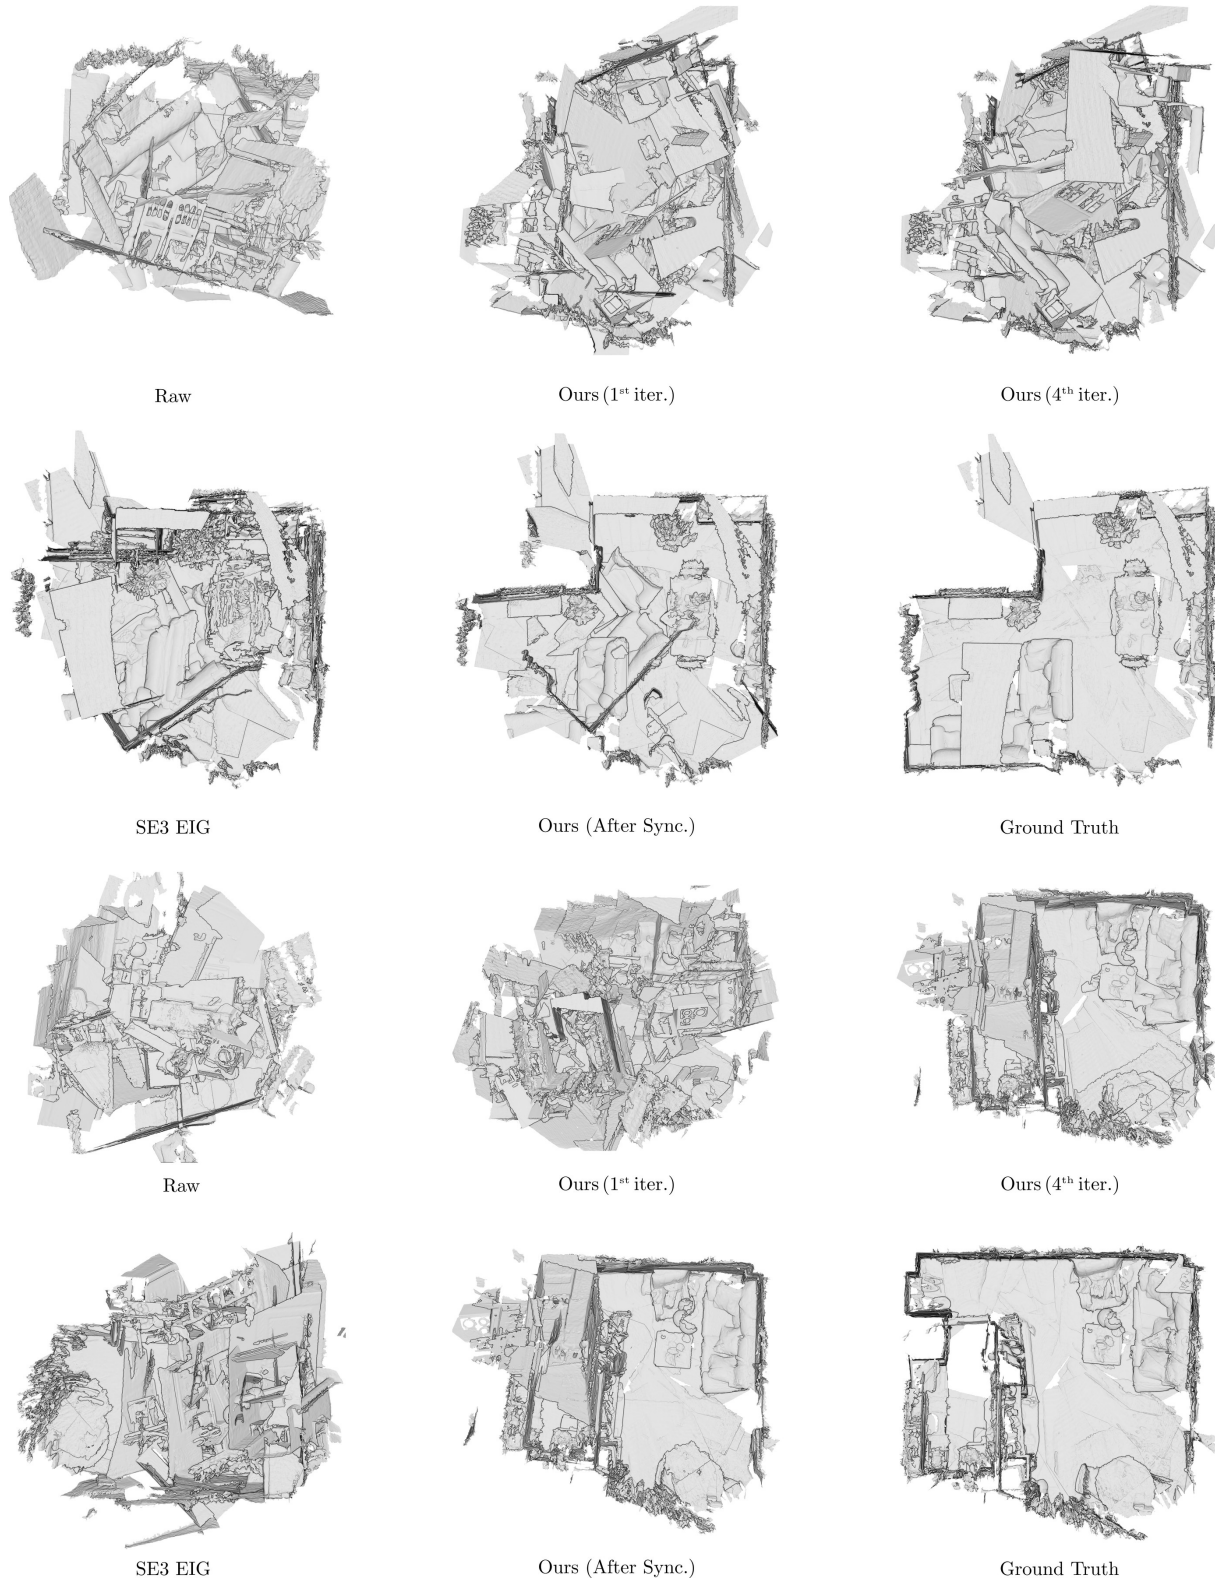 Raw
Ours (1ˢᵗ iter.)
Ours (4ᵗʰ iter.)
SE3 EIG
Ours (After Sync.)
Ground Truth
Raw
Ours (1ˢᵗ iter.)
Ours (4ᵗʰ iter.)
SE3 EIG
Ours (After Sync.)
Ground Truth